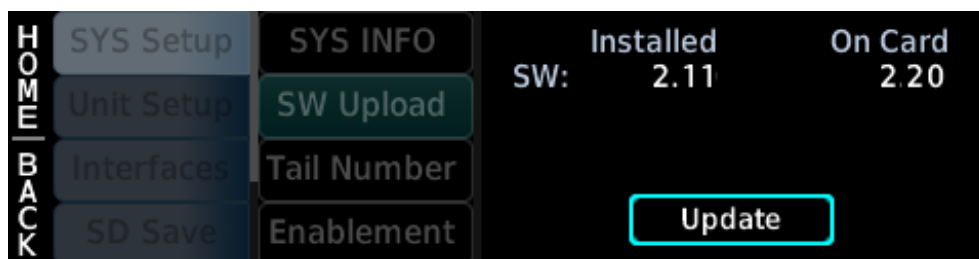 HOME
BACK
SYS Setup
Unit Setup
Interfaces
SD Save
SYS INFO
SW Upload
Tail Number
Enablement
Installed On Card
SW: 2.11 2.20
Update